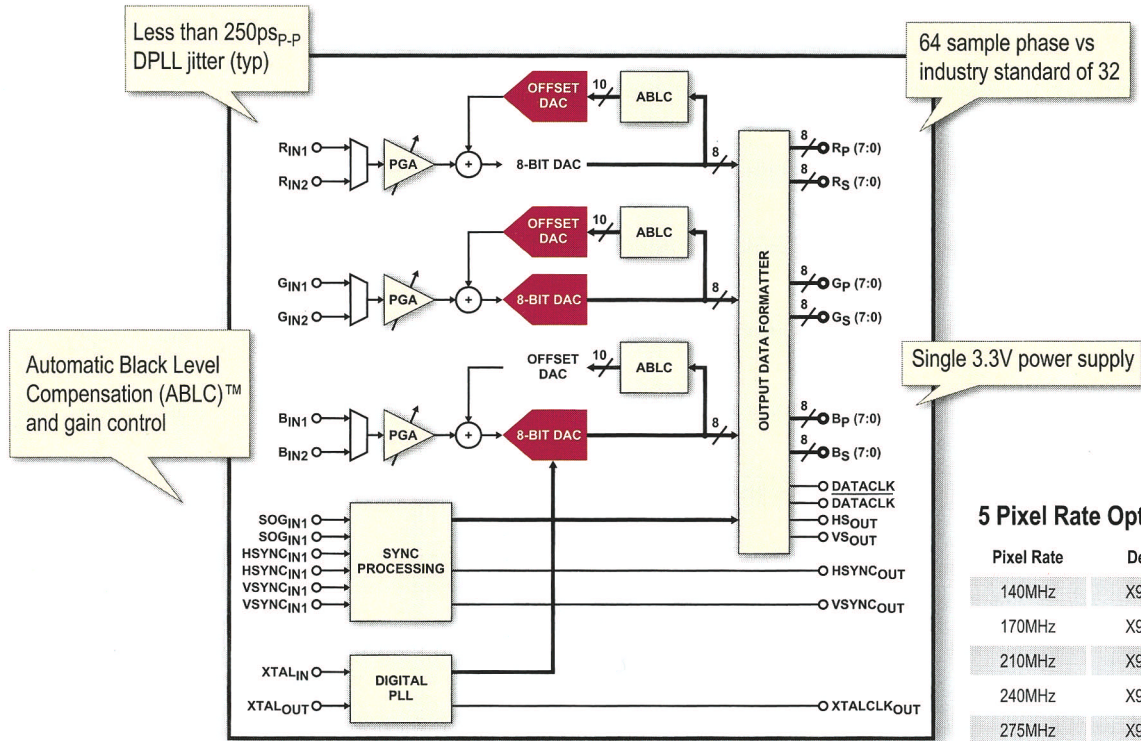 Less than 250psP-P
DPLL jitter (typ)
64 sample phase vs
industry standard of 32
OFFSET
DAC
10
ABLC
RIN1
RIN2
PGA
+
8-BIT DAC
8
8
RP (7:0)
8
RS (7:0)
OFFSET
DAC
10
ABLC
GIN1
GIN2
PGA
+
8-BIT DAC
8
OUTPUT DATA FORMATTER
8
GP (7:0)
8
GS (7:0)
Automatic Black Level
Compensation (ABLC)™
and gain control
Single 3.3V power supply
OFFSET
DAC
10
ABLC
BIN1
BIN2
PGA
+
8-BIT DAC
8
8
BP (7:0)
8
BS (7:0)
DATACLK
DATACLK
HSOUT
VSOUT
SOGIN1
SOGIN1
HSYNCIN1
HSYNCIN1
VSYNCIN1
VSYNCIN1
SYNC
PROCESSING
HSYNCOUT
VSYNCOUT
XTALIN
XTALOUT
DIGITAL
PLL
XTALCLKOUT
5 Pixel Rate Opt
Pixel Rate De
140MHz X9
170MHz X9
210MHz X9
240MHz X9
275MHz X9